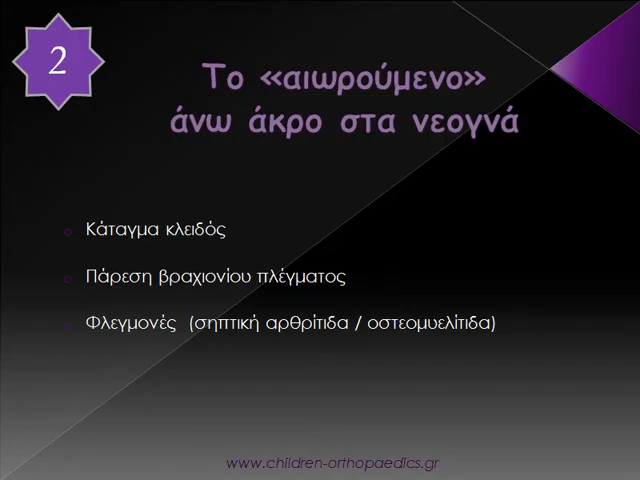 2
Το «αιωρούμενο»
άνω άκρο στα νεογνά
Κάταγμα κλειδός
Πάρεση βραχιονίου πλέγματος
Φλεγμονές (σηπτική αρθρίτιδα / οστεομυελίτιδα)
www.children-orthopaedics.gr